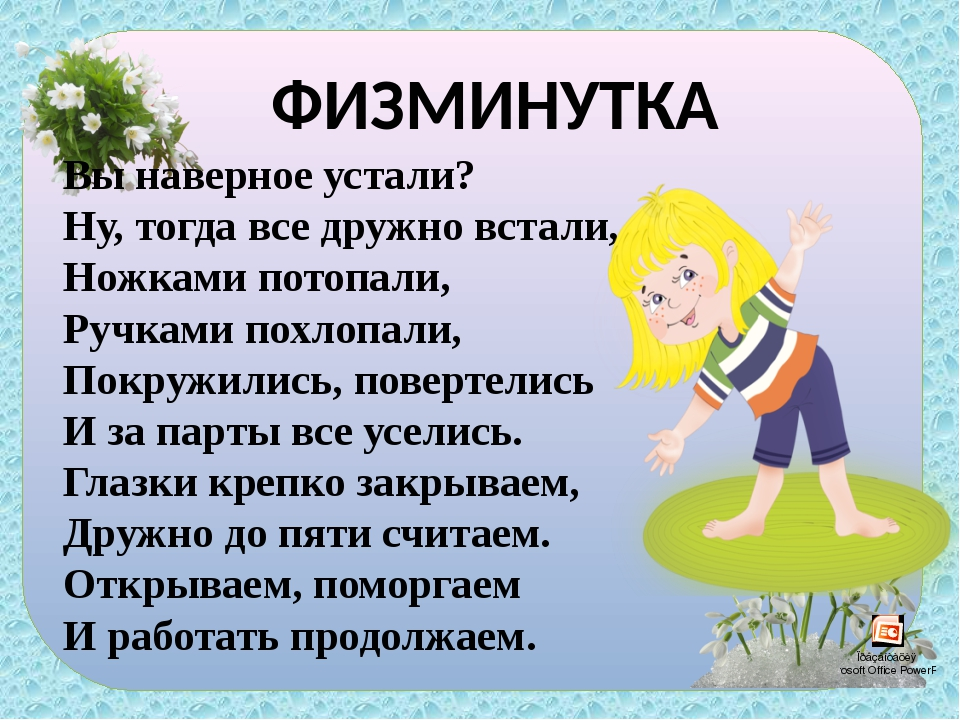 ФИЗМИНУТКА
Вы наверное устали?
Ну, тогда все дружно встали,
Ножками потопали,
Ручками похлопали,
Покружились, повертелись
И за парты все уселись.
Глазки крепко закрываем,
Дружно до пяти считаем.
Открываем, поморгаем
И работать продолжаем.
Ïðåçåíòàöèÿ
osoft Office PowerP